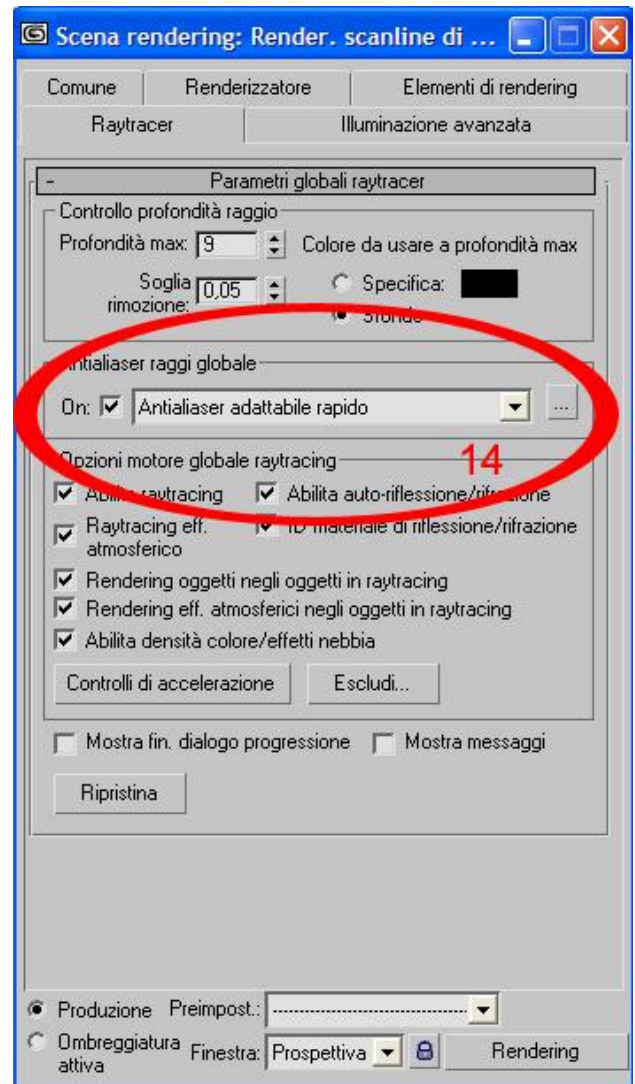 Scena rendering: Render. scanline di ...
Comune Renderizzatore Elementi di rendering
Raytracer Illuminazione avanzata
- Parametri globali raytracer
Controllo profondità raggio
Profondità max: 9 Colore da usare a profondità max
Soglia rimozione: 0,05 Specifica:
Sfondo
Antialiaser raggi globale
On: Antialiaser adattabile rapido ...
14
Opzioni motore globale raytracing
Abilita raytracing Abilita auto-riflessione/rifrazione
Raytracing eff. atmosferico ID materiale di riflessione/rifrazione
Rendering oggetti negli oggetti in raytracing
Rendering eff. atmosferici negli oggetti in raytracing
Abilita densità colore/effetti nebbia
Controlli di accelerazione Escludi...
Mostra fin. dialogo progressione Mostra messaggi
Ripristina
Produzione Preimpost.: --------------------
Ombreggiatura attiva Finestra: Prospettiva Rendering